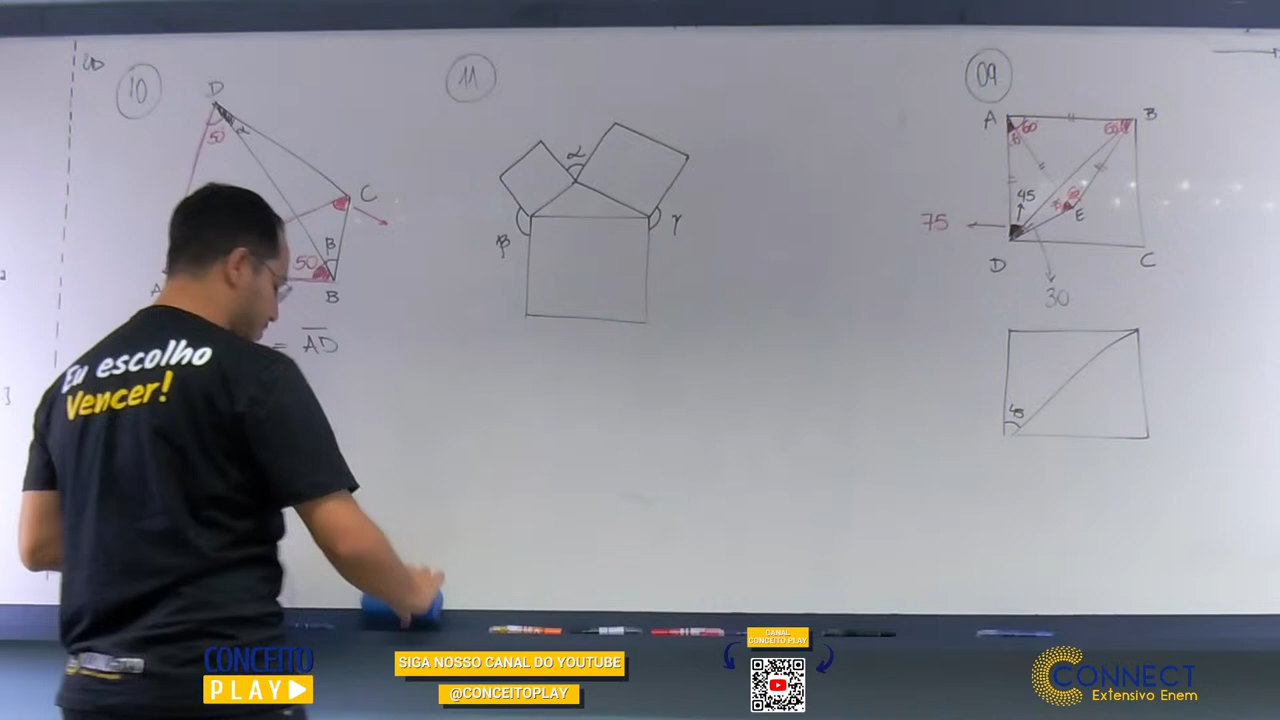 10
D
50
α
C
β
50
B
= AD
11
α
β
γ
09
A
60
60
B
45
E
75
D
C
30
45
Eu escolho
Vencer!
CONCEITO
PLAY
SIGA NOSSO CANAL DO YOUTUBE
@CONCEITOPLAY
CANAL
CONCEITO PLAY
CONNECT
Extensivo Enem